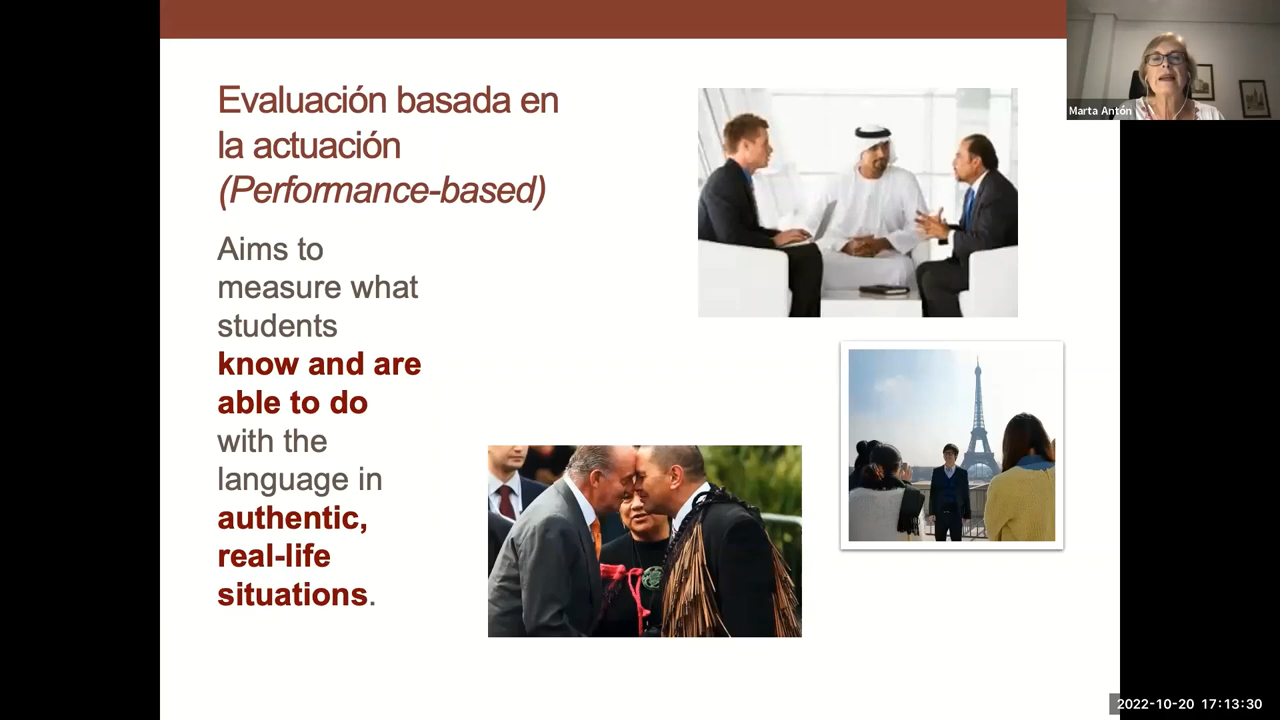 Evaluación basada en
la actuación
(Performance-based)
Aims to
measure what
students
know and are
able to do
with the
language in
authentic,
real-life
situations.
Marta Antón
2022-10-20 17:13:30